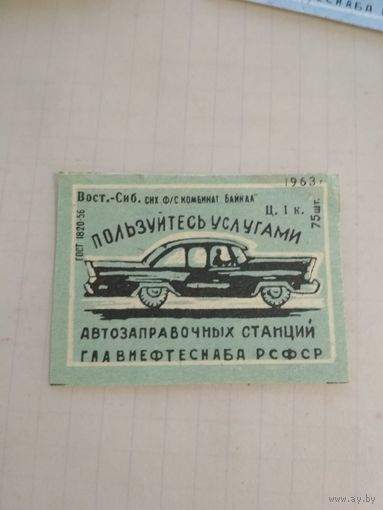 ТЕСНАБА
1963 г
Вост.-Сиб. СНХ Ф/С КОМБИНАТ БАЙКАЛ"
ГОСТ 1820-56
Ц. 1 к.
75 шт.
ПОЛЬЗУЙТЕСЬ УСЛУГАМИ
АВТОЗАПРАВОЧНЫХ СТАНЦИЙ
ГЛАВНЕФТЕСНАБА РСФСР
www.ay.by